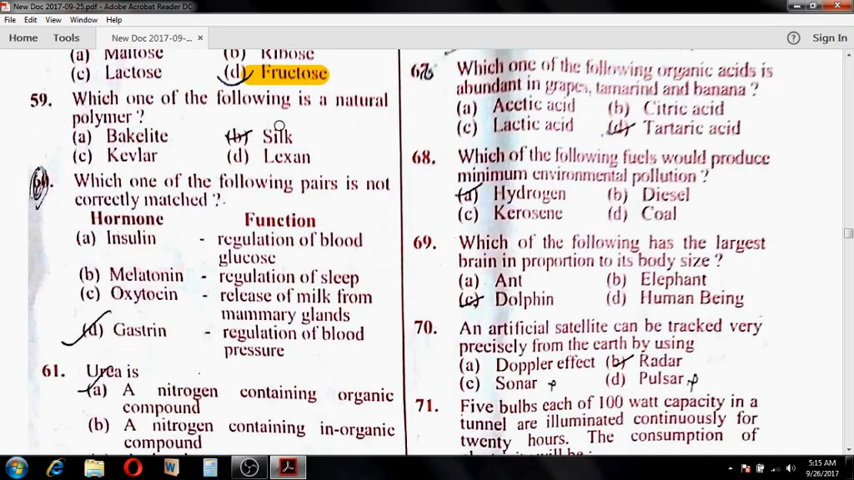 New Doc 2017-09-25.pdf - Adobe Acrobat Reader DC
File Edit View Window Help
Home Tools New Doc 2017-09-... × Sign In
(a) Maltose (b) Ribose
(c) Lactose (d) Fructose
59. Which one of the following is a natural
polymer ?
(a) Bakelite (b) Silk
(c) Kevlar (d) Lexan
60. Which one of the following pairs is not
correctly matched ?
Hormone Function
(a) Insulin - regulation of blood
glucose
(b) Melatonin - regulation of sleep
(c) Oxytocin - release of milk from
mammary glands
(d) Gastrin - regulation of blood
pressure
61. Urea is
(a) A nitrogen containing organic
compound
(b) A nitrogen containing in-organic
compound
67. Which one of the following organic acids is
abundant in grapes, tamarind and banana ?
(a) Acetic acid (b) Citric acid
(c) Lactic acid (d) Tartaric acid
68. Which of the following fuels would produce
minimum environmental pollution ?
(a) Hydrogen (b) Diesel
(c) Kerosene (d) Coal
69. Which of the following has the largest
brain in proportion to its body size ?
(a) Ant (b) Elephant
(c) Dolphin (d) Human Being
70. An artificial satellite can be tracked very
precisely from the earth by using
(a) Doppler effect (b) Radar
(c) Sonar (d) Pulsar
71. Five bulbs each of 100 watt capacity in a
tunnel are illuminated continuously for
twenty hours. The consumption of
5:15 AM
9/26/2017